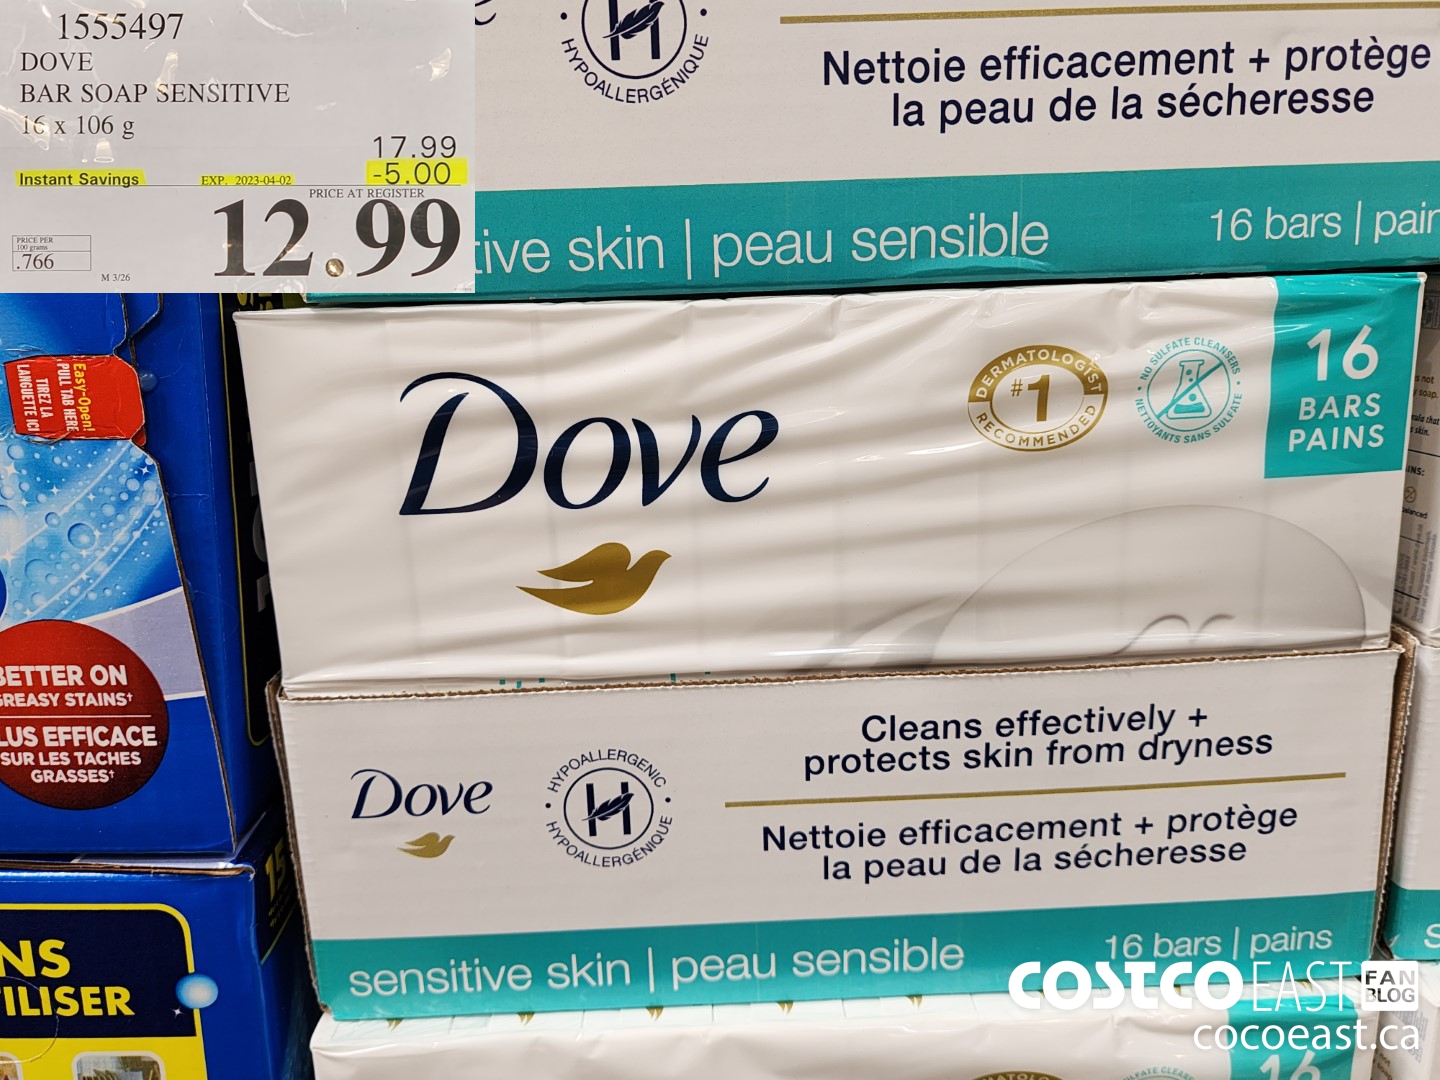 1555497
DOVE
BAR SOAP SENSITIVE
16 x 106 g
17.99
Instant Savings
EXP. 2023-04-02
-5.00
PRICE AT REGISTER
12.99
PRICE PER
100 grams
.766
M 3/26
HYPOALLERGÉNIQUE
Nettoie efficacement + protège
la peau de la sécheresse
tive skin | peau sensible
16 bars | pain
Easy-Open!
PULL TAB HERE
TIREZ LA
LANGUETTE ICI
BETTER ON
GREASY STAINS†
LUS EFFICACE
SUR LES TACHES
GRASSES†
NS
TILISER
15
Dove
DERMATOLOGIST
#1
RECOMMENDED
NO SULFATE CLEANSERS
NETTOYANTS SANS SULFATE
16
BARS
PAINS
Dove
HYPOALLERGENIC
H
HYPOALLERGÉNIQUE
Cleans effectively +
protects skin from dryness
Nettoie efficacement + protège
la peau de la sécheresse
sensitive skin | peau sensible
16 bars | pains
COSTCO EAST FAN BLOG
cocoeast.ca
16